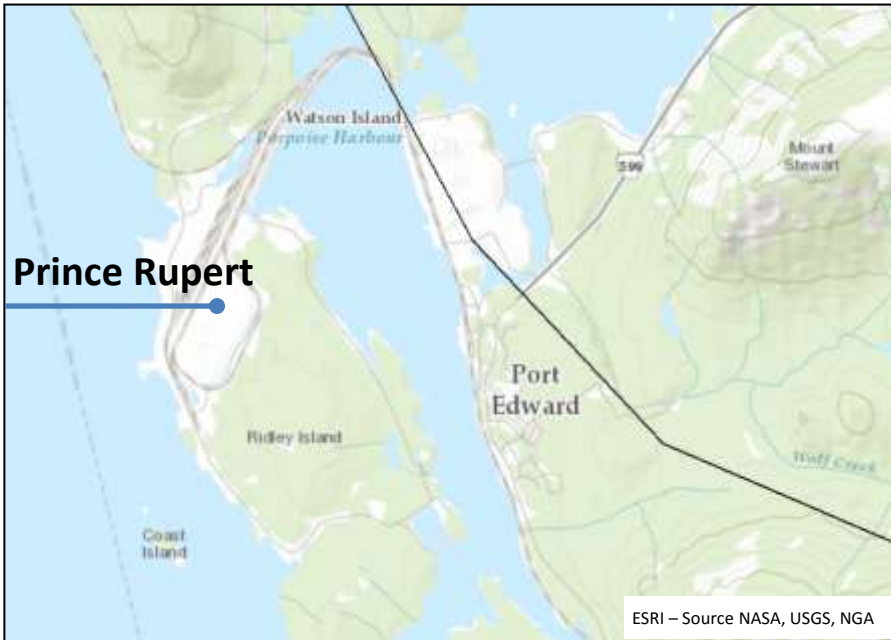 Watson Island
Porpoise Harbour
Mount
Stewart
599
Prince Rupert
Port
Edward
Ridley Island
Wolf Creek
Coast
Island
ESRI – Source NASA, USGS, NGA